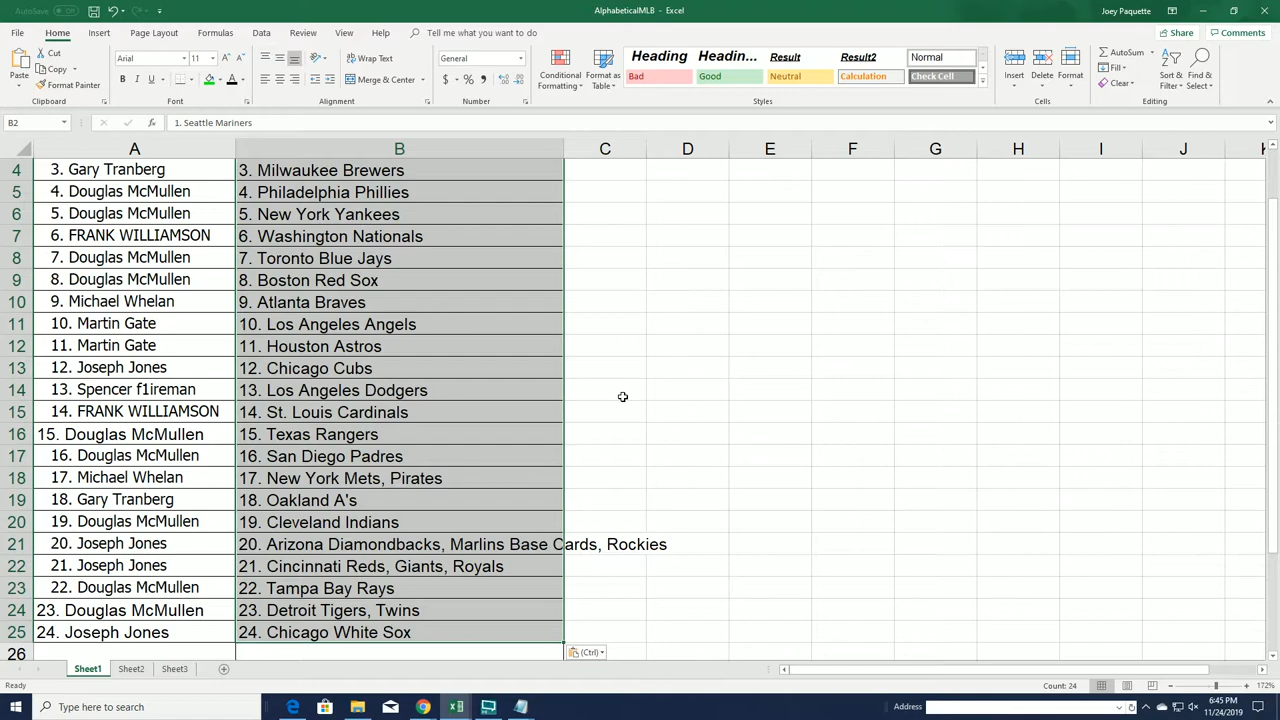 AutoSave Off
AlphabeticalMLB - Excel
Joey Paquette
File Home Insert Page Layout Formulas Data Review View Help Tell me what you want to do Share Comments
Paste Cut Copy Format Painter Clipboard
Arial 11 B I U A Font
Wrap Text Merge & Center Alignment
General $ % Number
Conditional Formatting Format as Table
Heading Headin... Result Result2 Normal
Bad Good Neutral Calculation Check Cell
Styles
Insert Delete Format Cells
AutoSum Fill Clear Sort & Filter Find & Select Editing
B2 fx 1. Seattle Mariners
A B C D E F G H I J
4 3. Gary Tranberg 3. Milwaukee Brewers
5 4. Douglas McMullen 4. Philadelphia Phillies
6 5. Douglas McMullen 5. New York Yankees
7 6. FRANK WILLIAMSON 6. Washington Nationals
8 7. Douglas McMullen 7. Toronto Blue Jays
9 8. Douglas McMullen 8. Boston Red Sox
10 9. Michael Whelan 9. Atlanta Braves
11 10. Martin Gate 10. Los Angeles Angels
12 11. Martin Gate 11. Houston Astros
13 12. Joseph Jones 12. Chicago Cubs
14 13. Spencer f1ireman 13. Los Angeles Dodgers
15 14. FRANK WILLIAMSON 14. St. Louis Cardinals
16 15. Douglas McMullen 15. Texas Rangers
17 16. Douglas McMullen 16. San Diego Padres
18 17. Michael Whelan 17. New York Mets, Pirates
19 18. Gary Tranberg 18. Oakland A's
20 19. Douglas McMullen 19. Cleveland Indians
21 20. Joseph Jones 20. Arizona Diamondbacks, Marlins Base Cards, Rockies
22 21. Joseph Jones 21. Cincinnati Reds, Giants, Royals
23 22. Douglas McMullen 22. Tampa Bay Rays
24 23. Douglas McMullen 23. Detroit Tigers, Twins
25 24. Joseph Jones 24. Chicago White Sox
26
(Ctrl)
Sheet1 Sheet2 Sheet3
Ready Count: 24 172%
Type here to search
Address
6:45 PM
11/24/2019